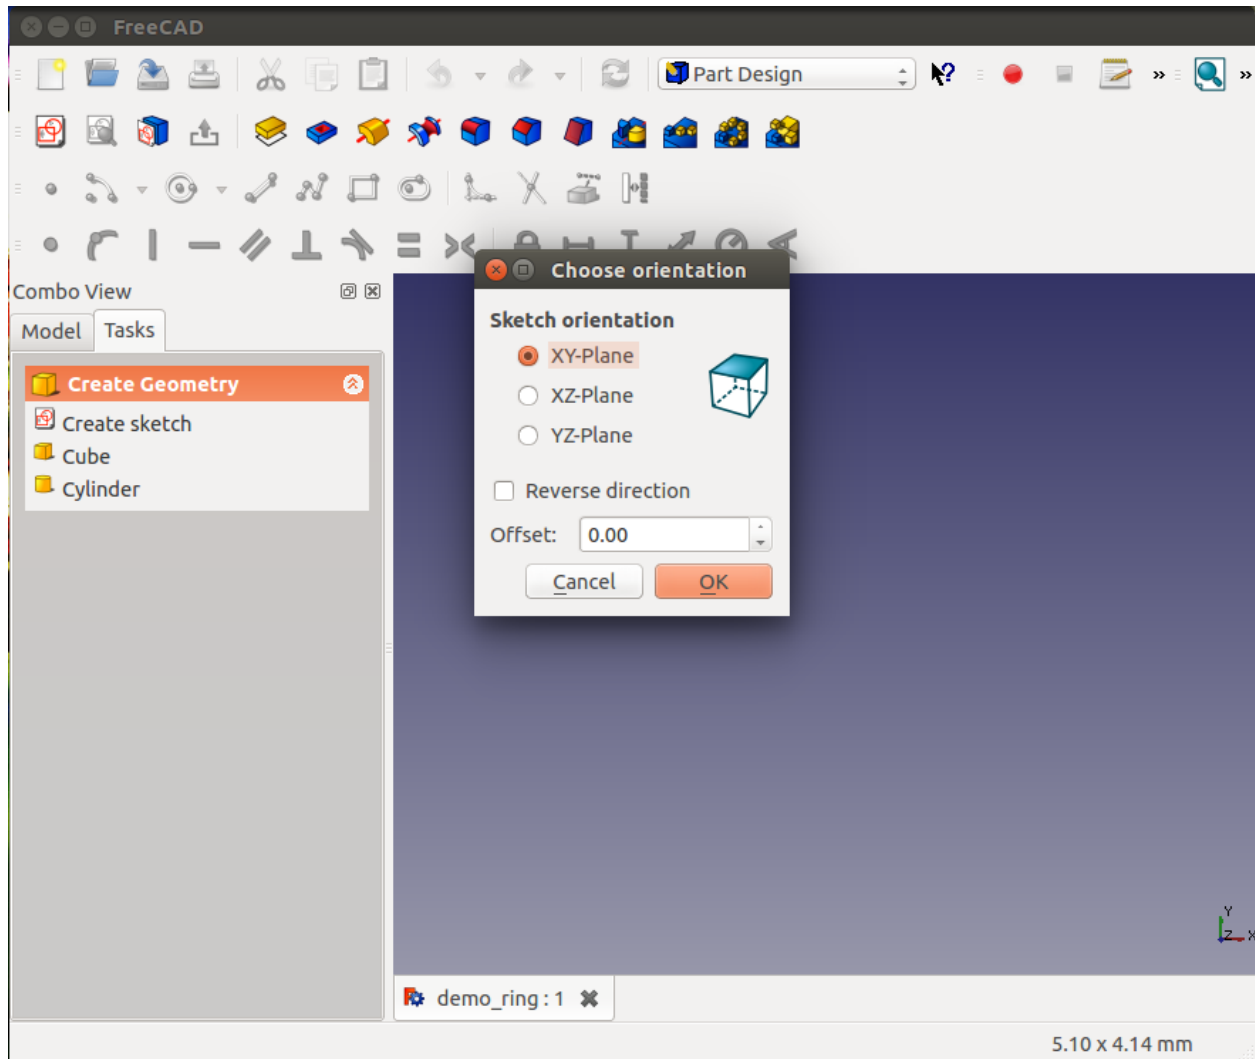 FreeCAD
Part Design
Combo View
Model
Tasks
Create Geometry
Create sketch
Cube
Cylinder
Choose orientation
Sketch orientation
XY-Plane
XZ-Plane
YZ-Plane
Reverse direction
Offset: 0.00
Cancel
OK
Y
Z X
demo_ring : 1
5.10 x 4.14 mm